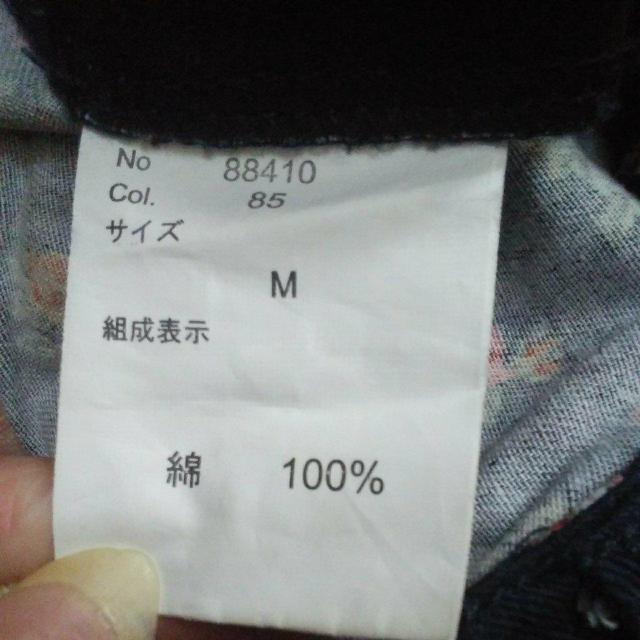 No 88410
Col. 85
サイズ
M
組成表示
綿 100%